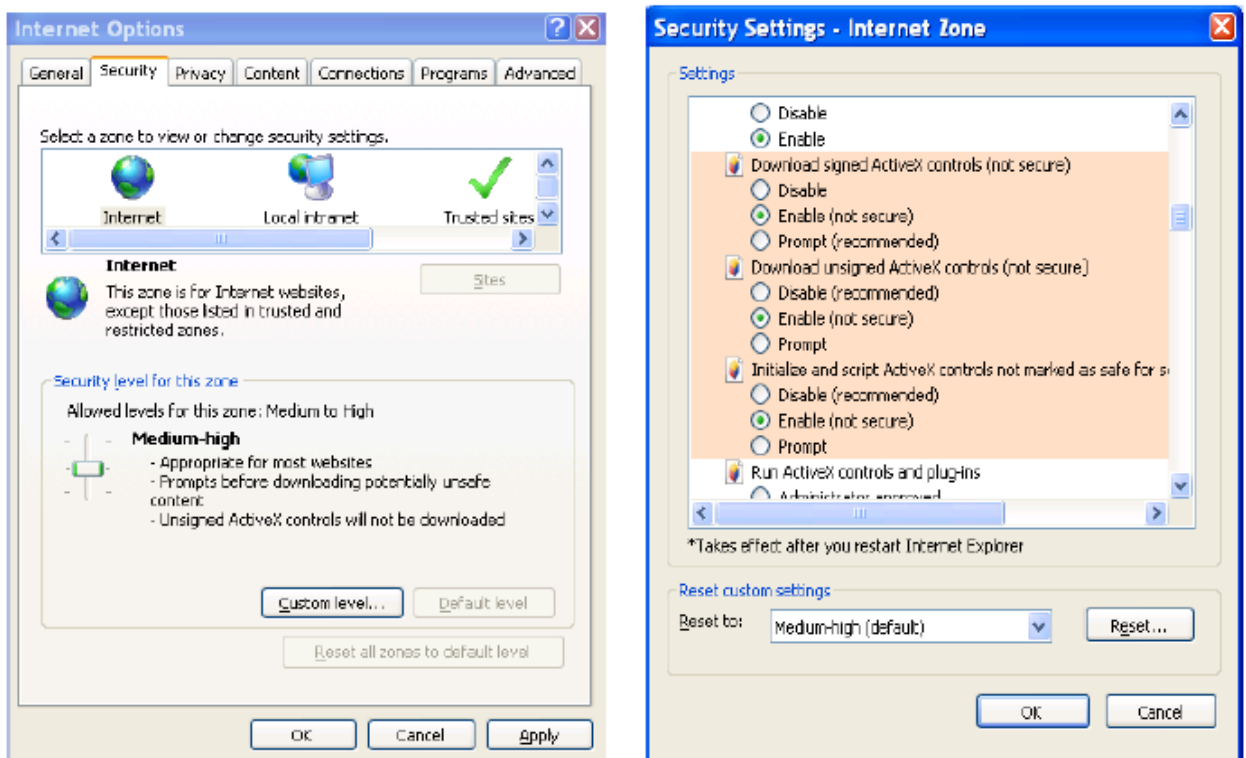 Internet Options
General Security Privacy Content Connections Programs Advanced
Select a zone to view or change security settings.
Internet Local intranet Trusted sites
Internet
This zone is for Internet websites,
except those listed in trusted and
restricted zones.
Sites
Security level for this zone
Allowed levels for this zone: Medium to High
Medium-high
- Appropriate for most websites
- Prompts before downloading potentially unsafe
content
- Unsigned ActiveX controls will not be downloaded
Custom level... Default level
Reset all zones to default level
OK Cancel Apply
Security Settings - Internet Zone
Settings
Disable
Enable
Download signed ActiveX controls (not secure)
Disable
Enable (not secure)
Prompt (recommended)
Download unsigned ActiveX controls (not secure)
Disable (recommended)
Enable (not secure)
Prompt
Initialize and script ActiveX controls not marked as safe for s
Disable (recommended)
Enable (not secure)
Prompt
Run ActiveX controls and plug-ins
Administrator approved
*Takes effect after you restart Internet Explorer
Reset custom settings
Reset to: Medium-high (default) Reset...
OK Cancel